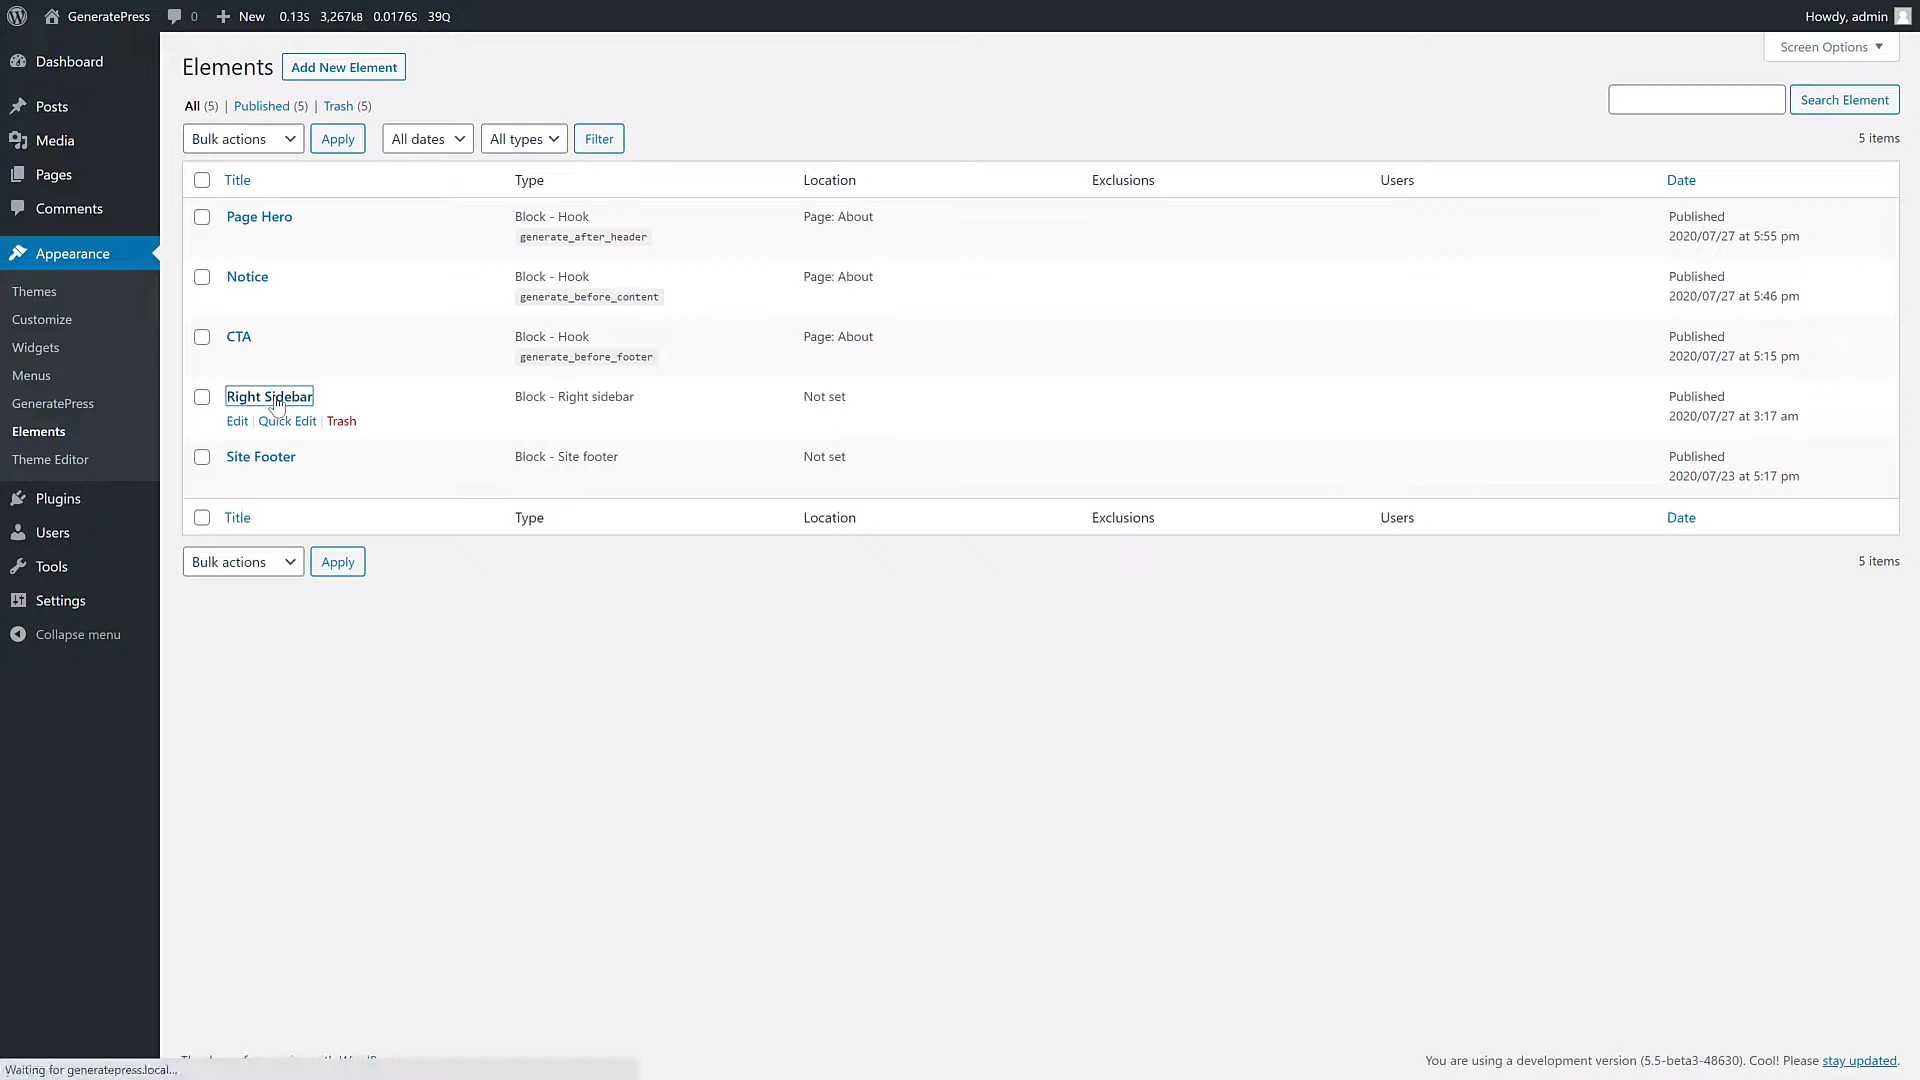 GeneratePress 0 New 0.13S 3,267kB 0.0176S 39Q Howdy, admin
Screen Options ▼
Dashboard
Posts
Media
Pages
Comments
Appearance
Themes
Customize
Widgets
Menus
GeneratePress
Elements
Theme Editor
Plugins
Users
Tools
Settings
Collapse menu
Elements Add New Element
All (5) | Published (5) | Trash (5)
Search Element
Bulk actions Apply All dates All types Filter 5 items
Title Type Location Exclusions Users Date
Page Hero Block - Hook Page: About Published
generate_after_header 2020/07/27 at 5:55 pm
Notice Block - Hook Page: About Published
generate_before_content 2020/07/27 at 5:46 pm
CTA Block - Hook Page: About Published
generate_before_footer 2020/07/27 at 5:15 pm
Right Sidebar Block - Right sidebar Not set Published
Edit | Quick Edit | Trash 2020/07/27 at 3:17 am
Site Footer Block - Site footer Not set Published
2020/07/23 at 5:17 pm
Title Type Location Exclusions Users Date
Bulk actions Apply 5 items
You are using a development version (5.5-beta3-48630). Cool! Please stay updated.
Waiting for generatepress.local...